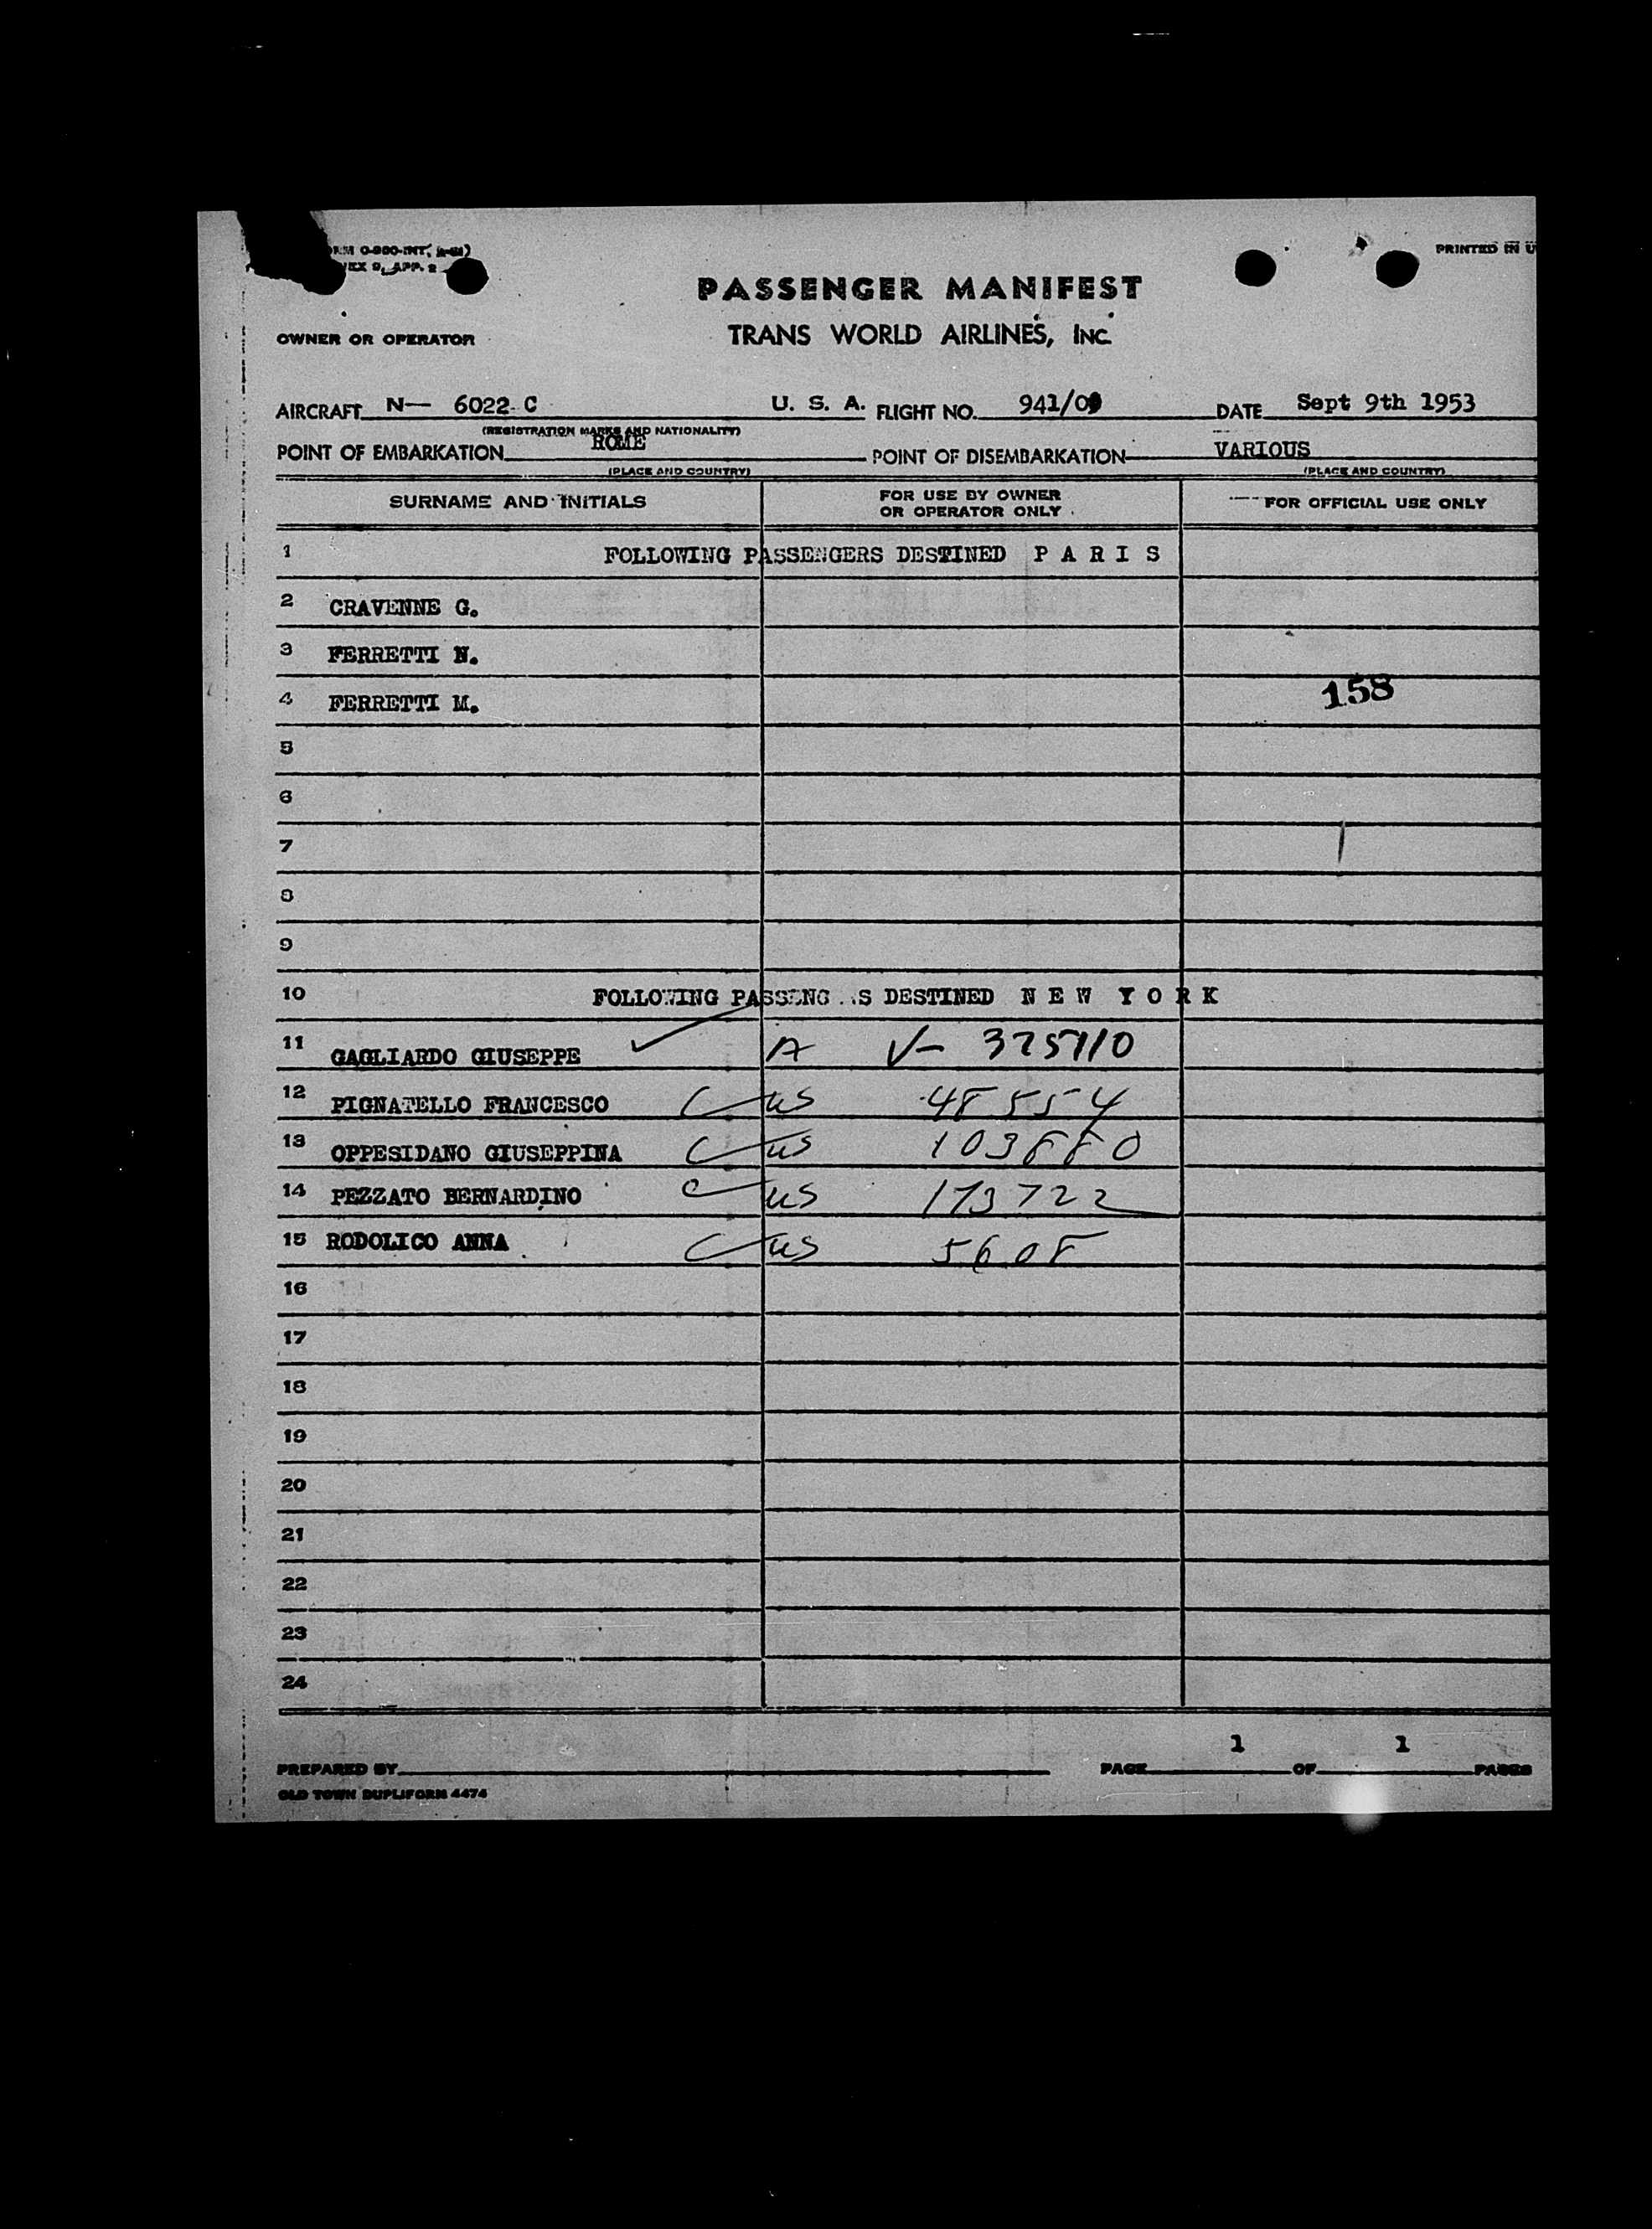 PRINTED IN U
PASSENGER MANIFEST
OWNER OR OPERATOR TRANS WORLD AIRLINES, INC.
AIRCRAFT N— 6022 C U. S. A. FLIGHT NO. DATE Sept 9th 1953
(REGISTRATION MARKS AND NATIONALITY)
POINT OF EMBARKATION ROME POINT OF DISEMBARKATION VARIOUS
(PLACE AND COUNTRY) (PLACE AND COUNTRY)
SURNAME AND INITIALS FOR USE BY OWNER OR OPERATOR ONLY FOR OFFICIAL USE ONLY
1 FOLLOWING PASSENGERS DESTINED P A R I S
2 CRAVENNE G.
3 FERRETTI N.
4 FERRETTI M. 158
5
6
7
8
9
10 FOLLOWING DESTINED N E W Y O R K
11 GAGLIARDO GIUSEPPE A V- 325110
12 PIGNATELLO FRANCESCO US 48554
13 OPPESIDANO GIUSEPPINA US 103880
14 PEZZATO BERNARDINO US 173722
15 RODOLICO ANNA US 5608
16
17
18
19
20
21
22
23
24
PREPARED BY PAGE 1 OF 1 PAGES
OLD TOWN DUPLIFORM 4474